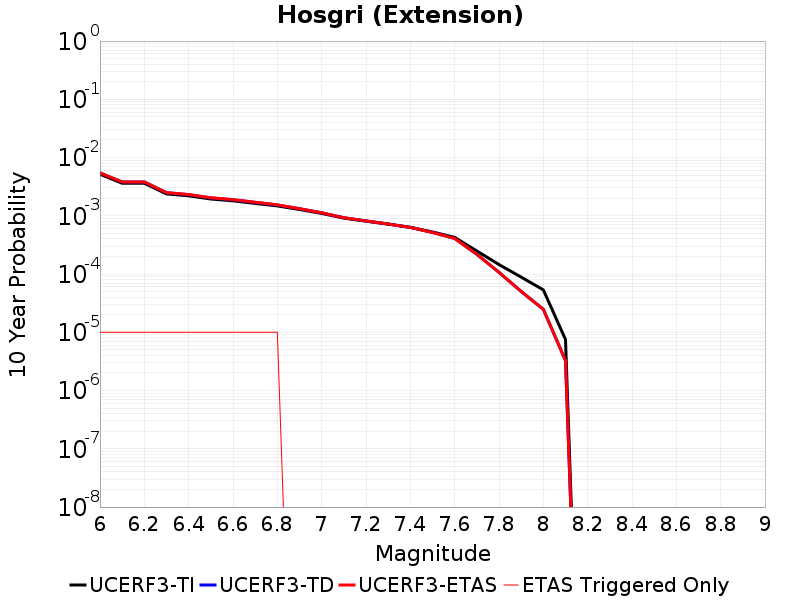 Hosgri (Extension)
10 Year Probability
10^0
10^-1
10^-2
10^-3
10^-4
10^-5
10^-6
10^-7
10^-8
6 6.2 6.4 6.6 6.8 7 7.2 7.4 7.6 7.8 8 8.2 8.4 8.6 8.8 9
Magnitude
UCERF3-TI UCERF3-TD UCERF3-ETAS ETAS Triggered Only